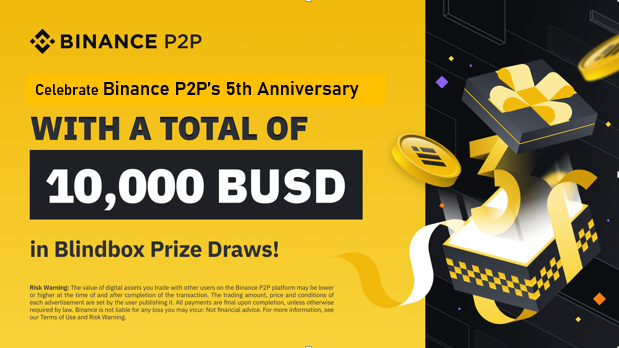 BINANCE P2P
Celebrate Binance P2P's 5th Anniversary
WITH A TOTAL OF
10,000 BUSD
in Blindbox Prize Draws!
Risk Warning: The value of digital assets you trade with other users on the Binance P2P platform may be lower
or higher at the time of and after completion of the transaction. The trading amount, price and conditions of
each advertisement are set by the user publishing it. All payments are final upon completion, unless otherwise
required by law. Binance is not liable for any loss you may incur. Not financial advice. For more information, see
our Terms of Use and Risk Warning.
3